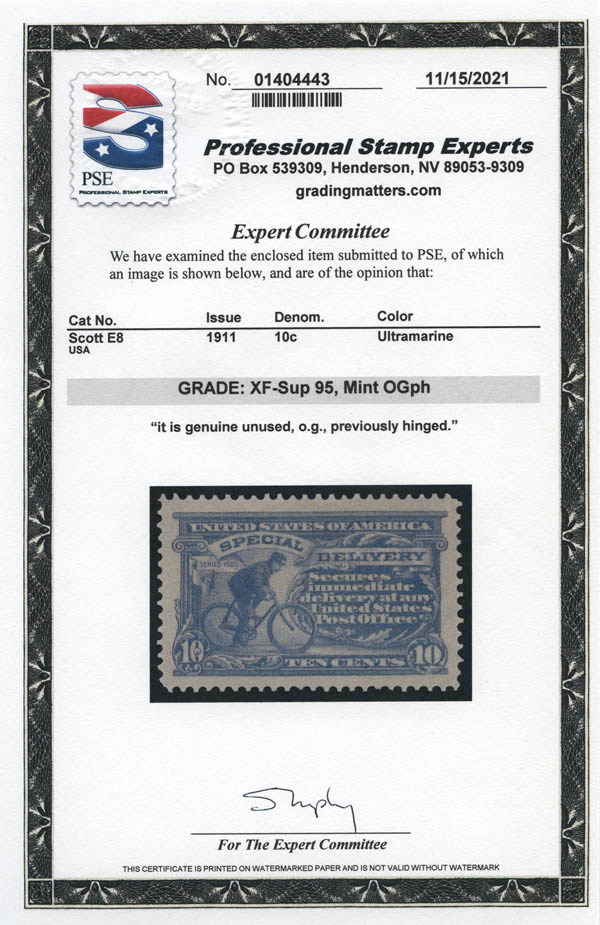 No. 01404443 11/15/2021
PSE
PROFESSIONAL STAMP EXPERTS
Professional Stamp Experts
PO Box 539309, Henderson, NV 89053-9309
gradingmatters.com
Expert Committee
We have examined the enclosed item submitted to PSE, of which
an image is shown below, and are of the opinion that:
Cat No. Issue Denom. Color
Scott E8 1911 10c Ultramarine
USA
GRADE: XF-Sup 95, Mint OGph
“it is genuine unused, o.g., previously hinged.”
UNITED STATES OF AMERICA
SPECIAL DELIVERY
SERIES 1902
Secures
immediate
delivery at any
United States
Post Office
10 TEN CENTS 10
For The Expert Committee
THIS CERTIFICATE IS PRINTED ON WATERMARKED PAPER AND IS NOT VALID WITHOUT WATERMARK